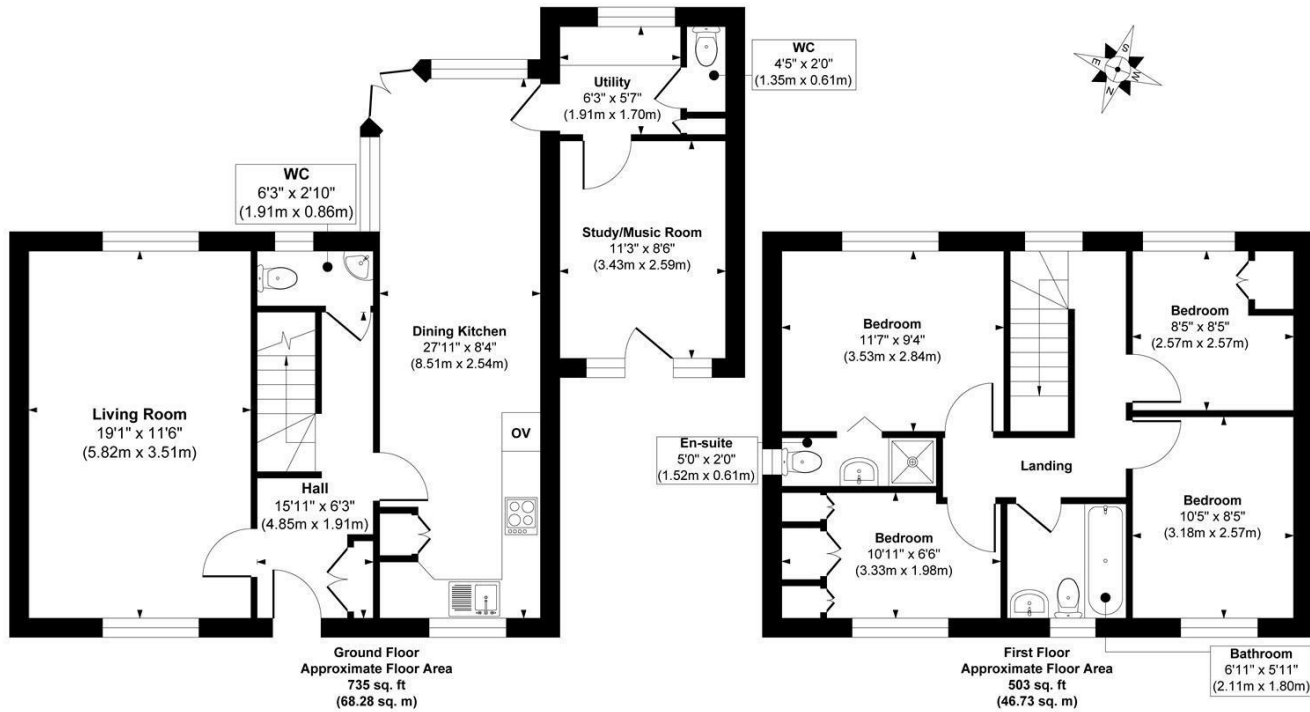 WC
4'5" x 2'0"
(1.35m x 0.61m)
S
E
W
N
Utility
6'3" x 5'7"
(1.91m x 1.70m)
WC
6'3" x 2'10"
(1.91m x 0.86m)
Study/Music Room
11'3" x 8'6"
(3.43m x 2.59m)
Dining Kitchen
27'11" x 8'4"
(8.51m x 2.54m)
Living Room
19'1" x 11'6"
(5.82m x 3.51m)
OV
Hall
15'11" x 6'3"
(4.85m x 1.91m)
Ground Floor
Approximate Floor Area
735 sq. ft
(68.28 sq. m)
Bedroom
11'7" x 9'4"
(3.53m x 2.84m)
Bedroom
8'5" x 8'5"
(2.57m x 2.57m)
En-suite
5'0" x 2'0"
(1.52m x 0.61m)
Landing
Bedroom
10'11" x 6'6"
(3.33m x 1.98m)
Bedroom
10'5" x 8'5"
(3.18m x 2.57m)
First Floor
Approximate Floor Area
503 sq. ft
(46.73 sq. m)
Bathroom
6'11" x 5'11"
(2.11m x 1.80m)